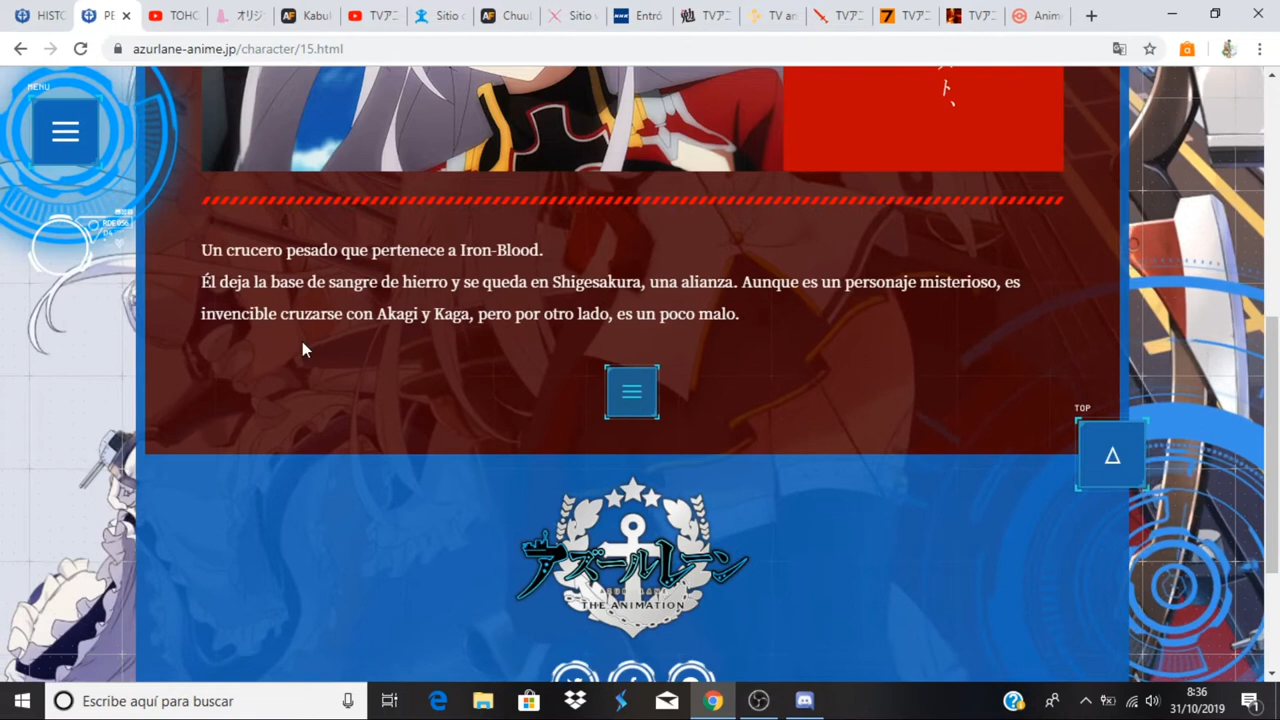 HISTO
PE
TOHO
オリジ
Kabuk
TVアニ
Sitio o
Chuu
Sitio w
Entró
TVアニ
TV an
TVアニ
TVアニ
TVアニ
Anim
azurlane-anime.jp/character/15.html
MENU
スト、
Un crucero pesado que pertenece a Iron-Blood.
Él deja la base de sangre de hierro y se queda en Shigesakura, una alianza. Aunque es un personaje misterioso, es
invencible cruzarse con Akagi y Kaga, pero por otro lado, es un poco malo.
TOP
アズールレーン
THE ANIMATION
Escribe aquí para buscar
8:36
31/10/2019